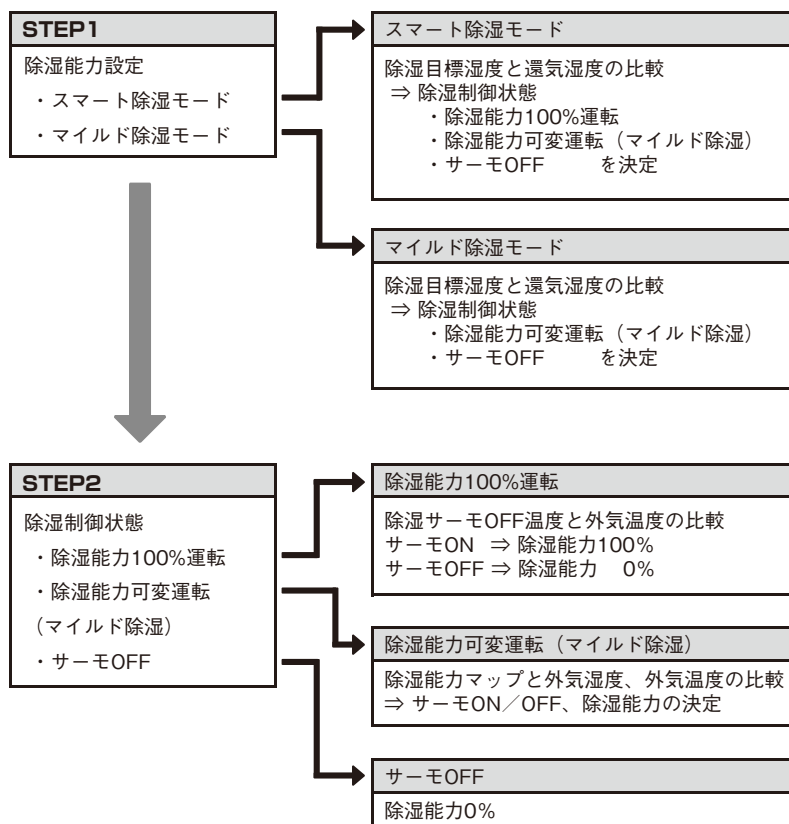 STEP1
除湿能力設定
・スマート除湿モード
・マイルド除湿モード
スマート除湿モード
除湿目標湿度と還気湿度の比較
⇒ 除湿制御状態
・除湿能力100%運転
・除湿能力可変運転（マイルド除湿）
・サーモOFF を決定
マイルド除湿モード
除湿目標湿度と還気湿度の比較
⇒ 除湿制御状態
・除湿能力可変運転（マイルド除湿）
・サーモOFF を決定
STEP2
除湿制御状態
・除湿能力100%運転
・除湿能力可変運転
（マイルド除湿）
・サーモOFF
除湿能力100%運転
除湿サーモOFF温度と外気温度の比較
サーモON ⇒ 除湿能力100%
サーモOFF ⇒ 除湿能力 0%
除湿能力可変運転（マイルド除湿）
除湿能力マップと外気湿度、外気温度の比較
⇒ サーモON／OFF、除湿能力の決定
サーモOFF
除湿能力0%